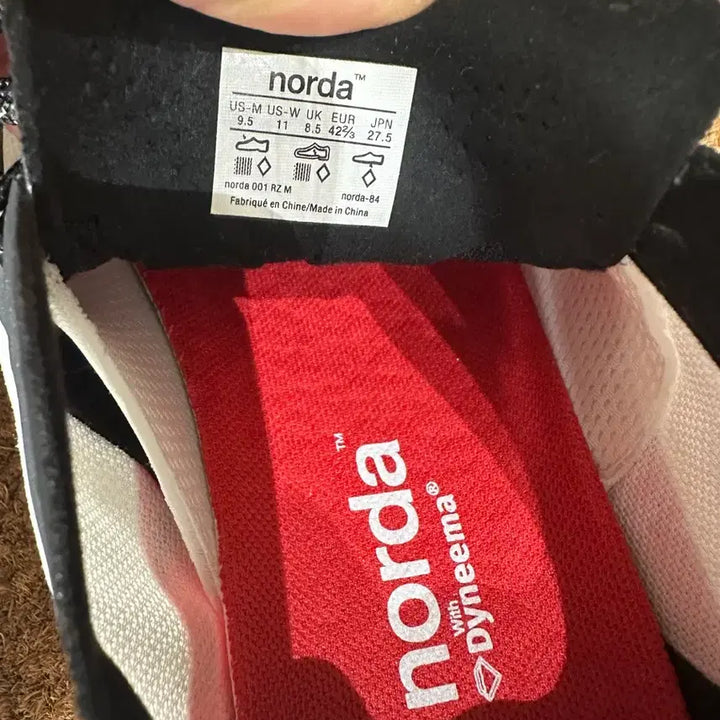 norda™
US-M US-W UK EUR JPN
9.5 11 8.5 42⅔ 27.5
norda 001 RZ M norda-84
Fabriqué en Chine/Made in China
norda™
With
Dyneema®